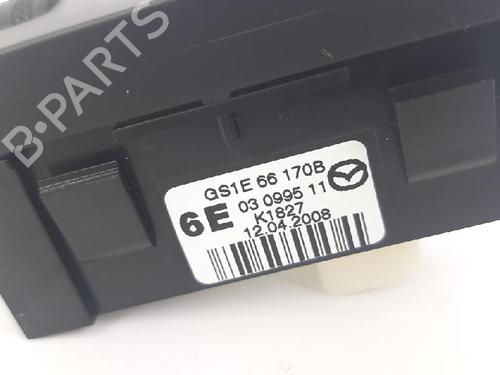 B-PARTS
GS1E 66 170B
6E 03 0995 11
K1827
12.04.2008